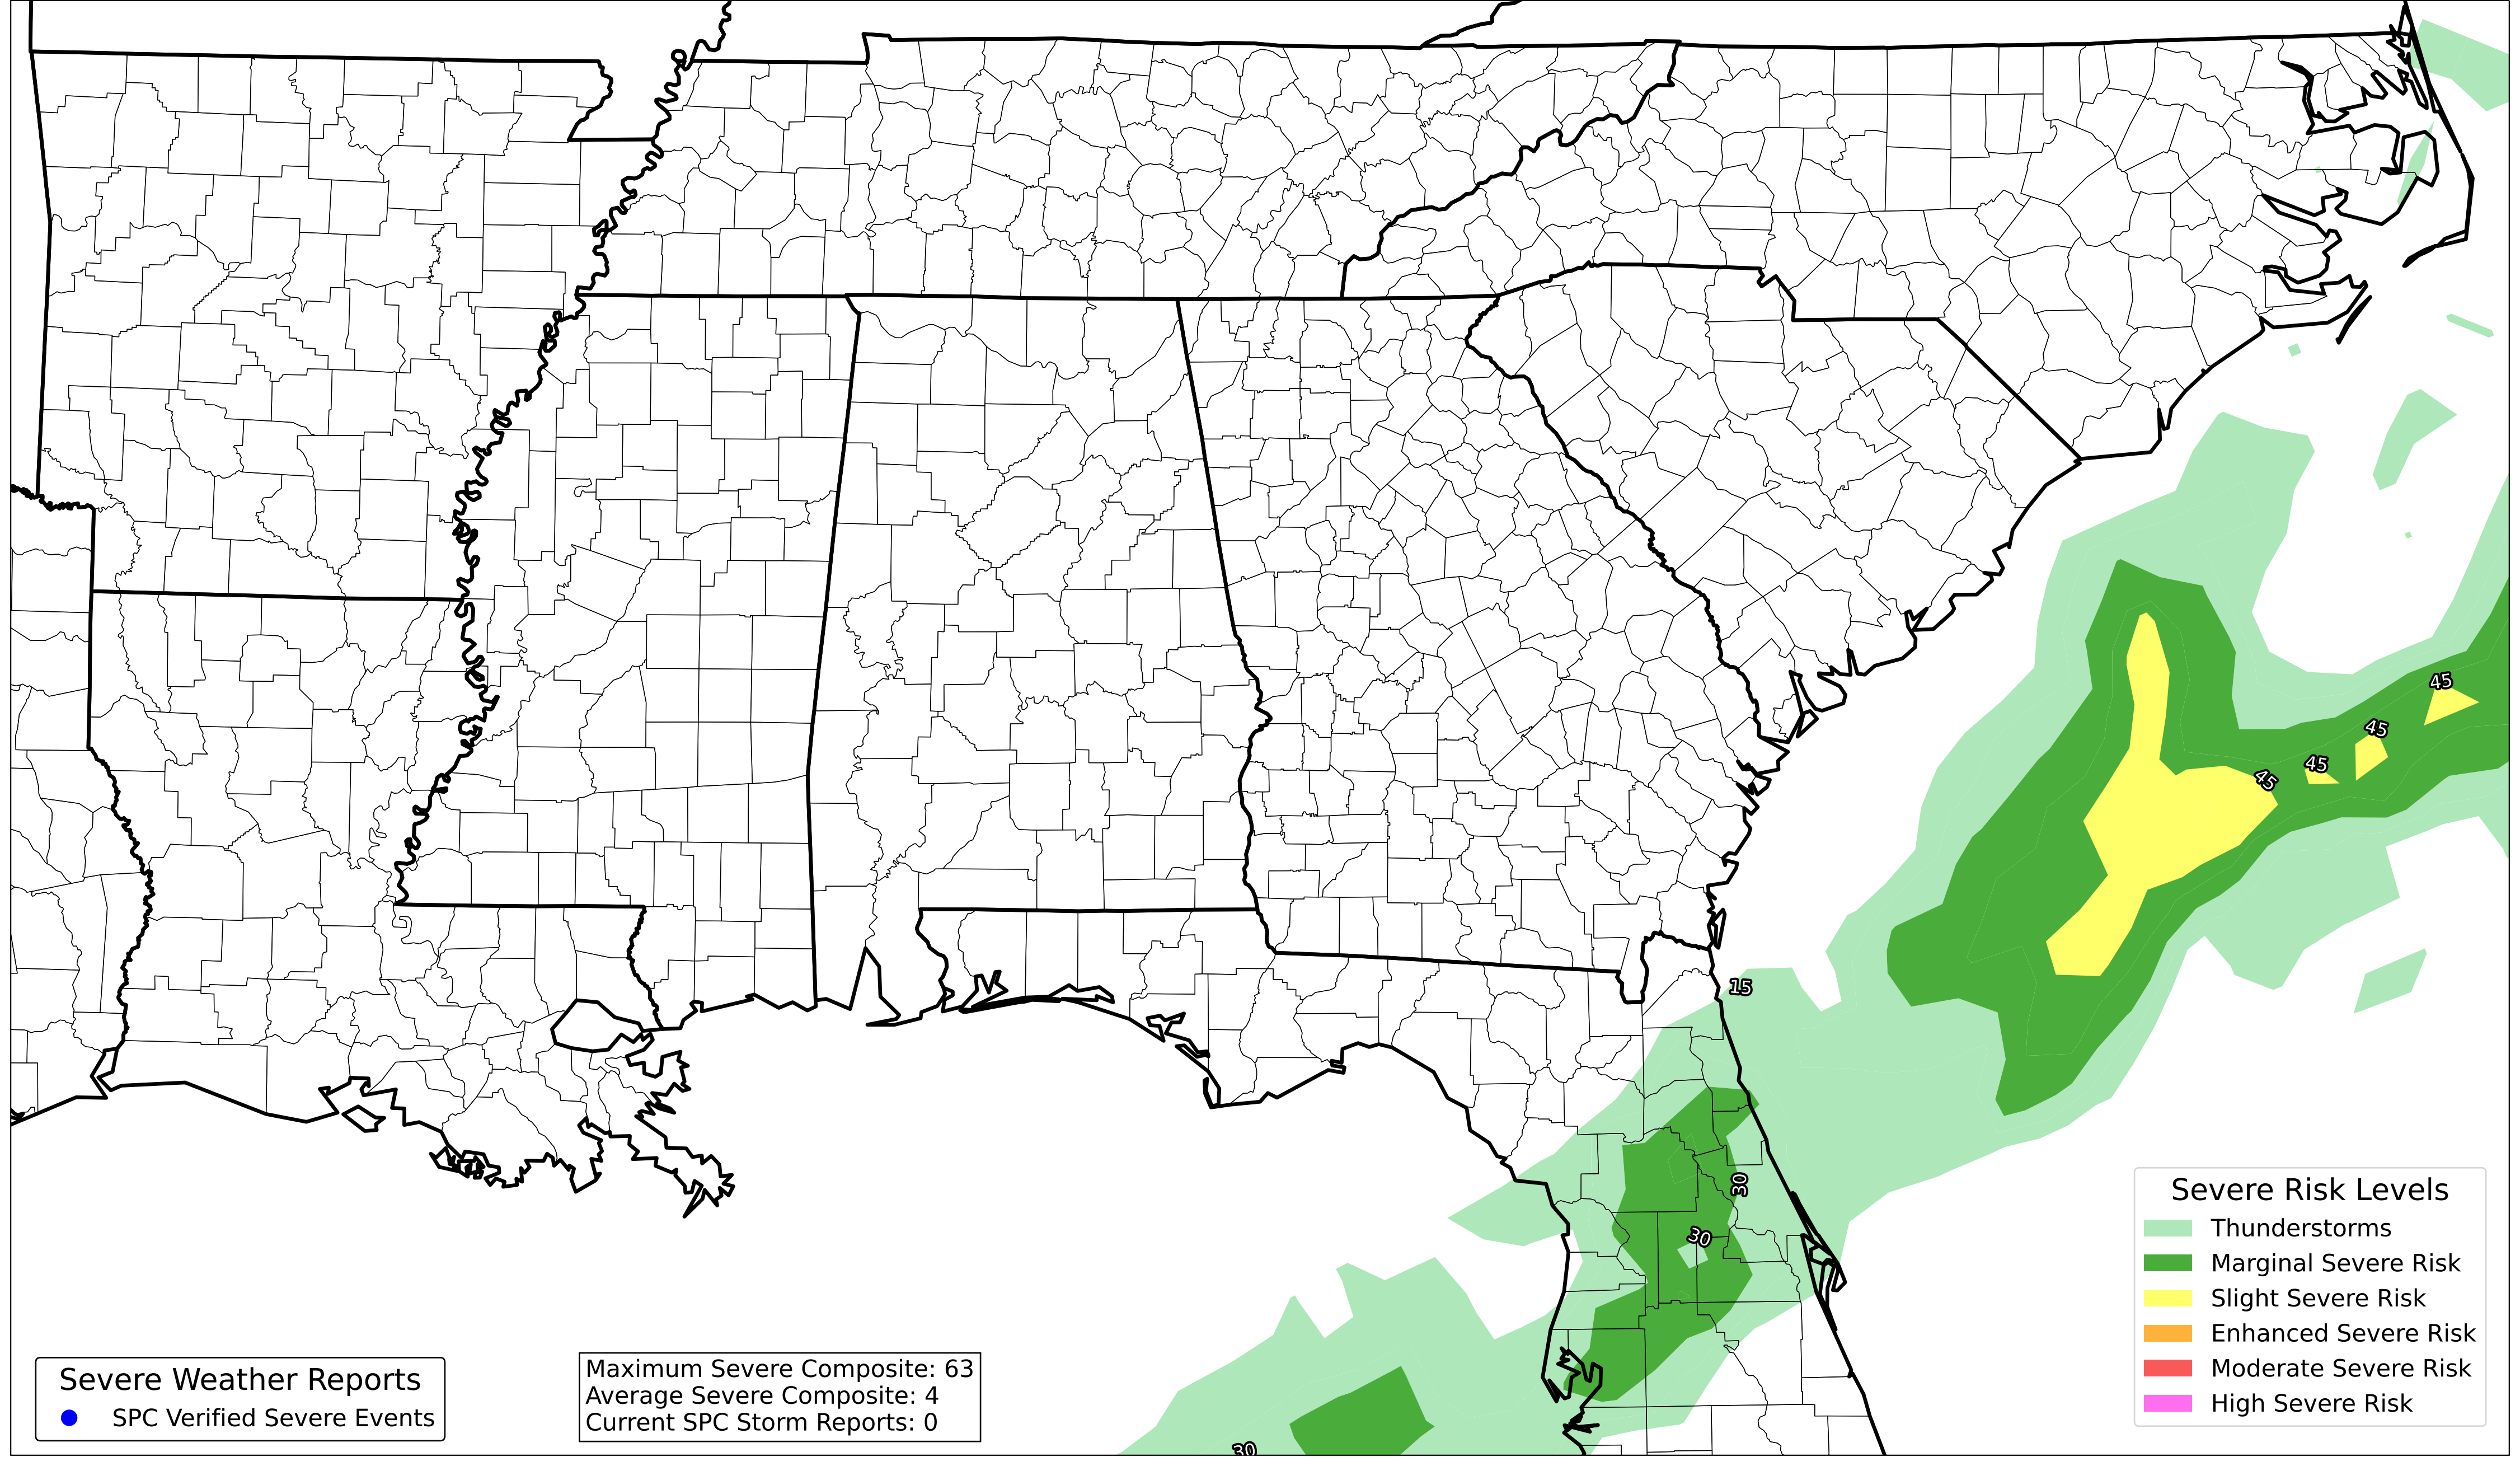 45
45
45
45
15
30
30
30
Severe Risk Levels
Thunderstorms
Marginal Severe Risk
Slight Severe Risk
Enhanced Severe Risk
Moderate Severe Risk
High Severe Risk
Severe Weather Reports
SPC Verified Severe Events
Maximum Severe Composite: 63
Average Severe Composite: 4
Current SPC Storm Reports: 0